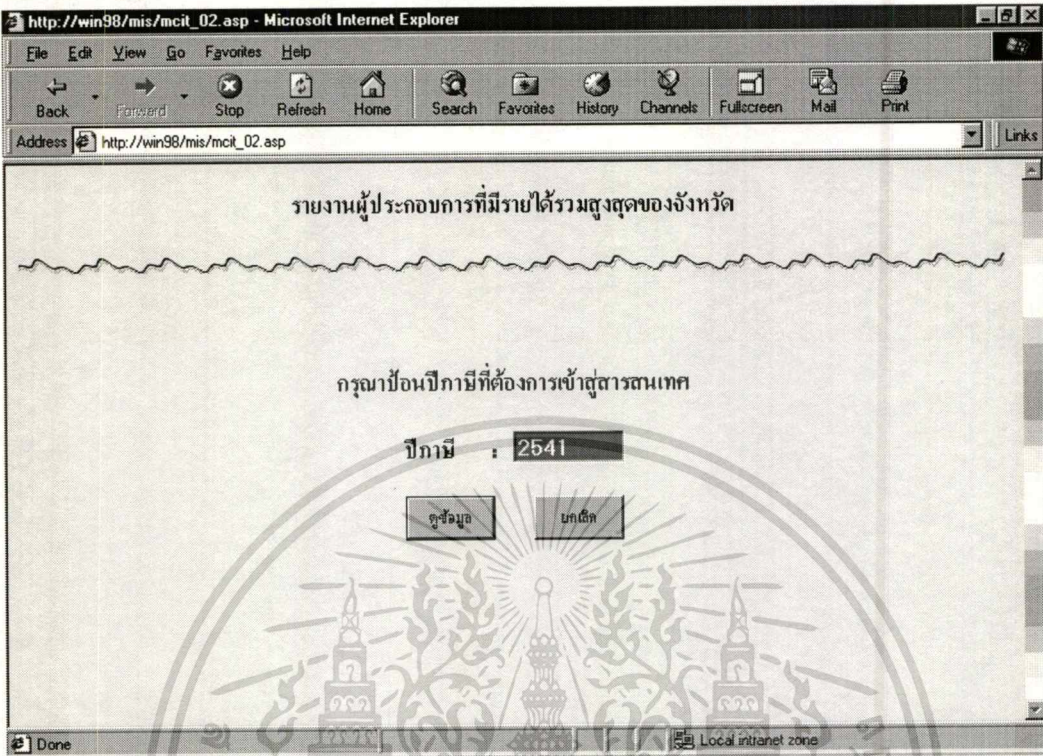 http://win98/mis/mcit_02.asp - Microsoft Internet Explorer
File Edit View Go Favorites Help
Back Forward Stop Refresh Home Search Favorites History Channels Fullscreen Mail Print
Address http://win98/mis/mcit_02.asp Links
รายงานผู้ประกอบการที่มีรายได้รวมสูงสุดของจังหวัด
กรุณาป้อนปีภาษีที่ต้องการเข้าสู่สารสนเทศ
ปีภาษี : 2541
ดูข้อมูล ยกเลิก
Done Local intranet zone